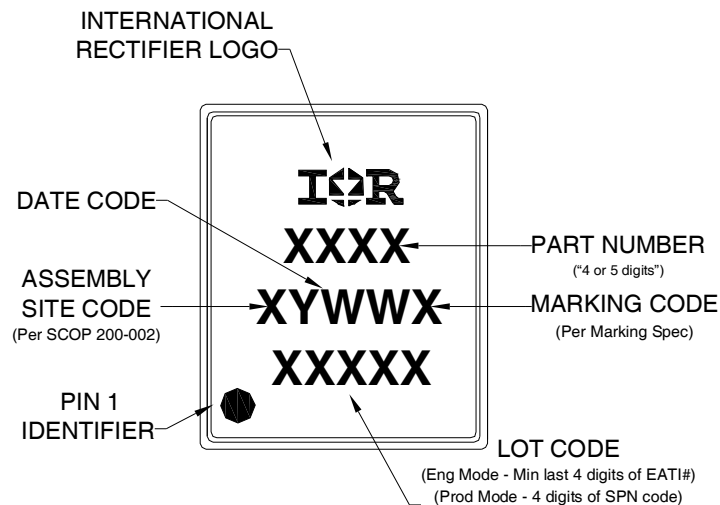 INTERNATIONAL
RECTIFIER LOGO
IOR
DATE CODE
XXXX
PART NUMBER
(“4 or 5 digits”)
ASSEMBLY
SITE CODE
(Per SCOP 200-002)
XYWWX
MARKING CODE
(Per Marking Spec)
XXXXX
PIN 1
IDENTIFIER
LOT CODE
(Eng Mode - Min last 4 digits of EATI#)
(Prod Mode - 4 digits of SPN code)